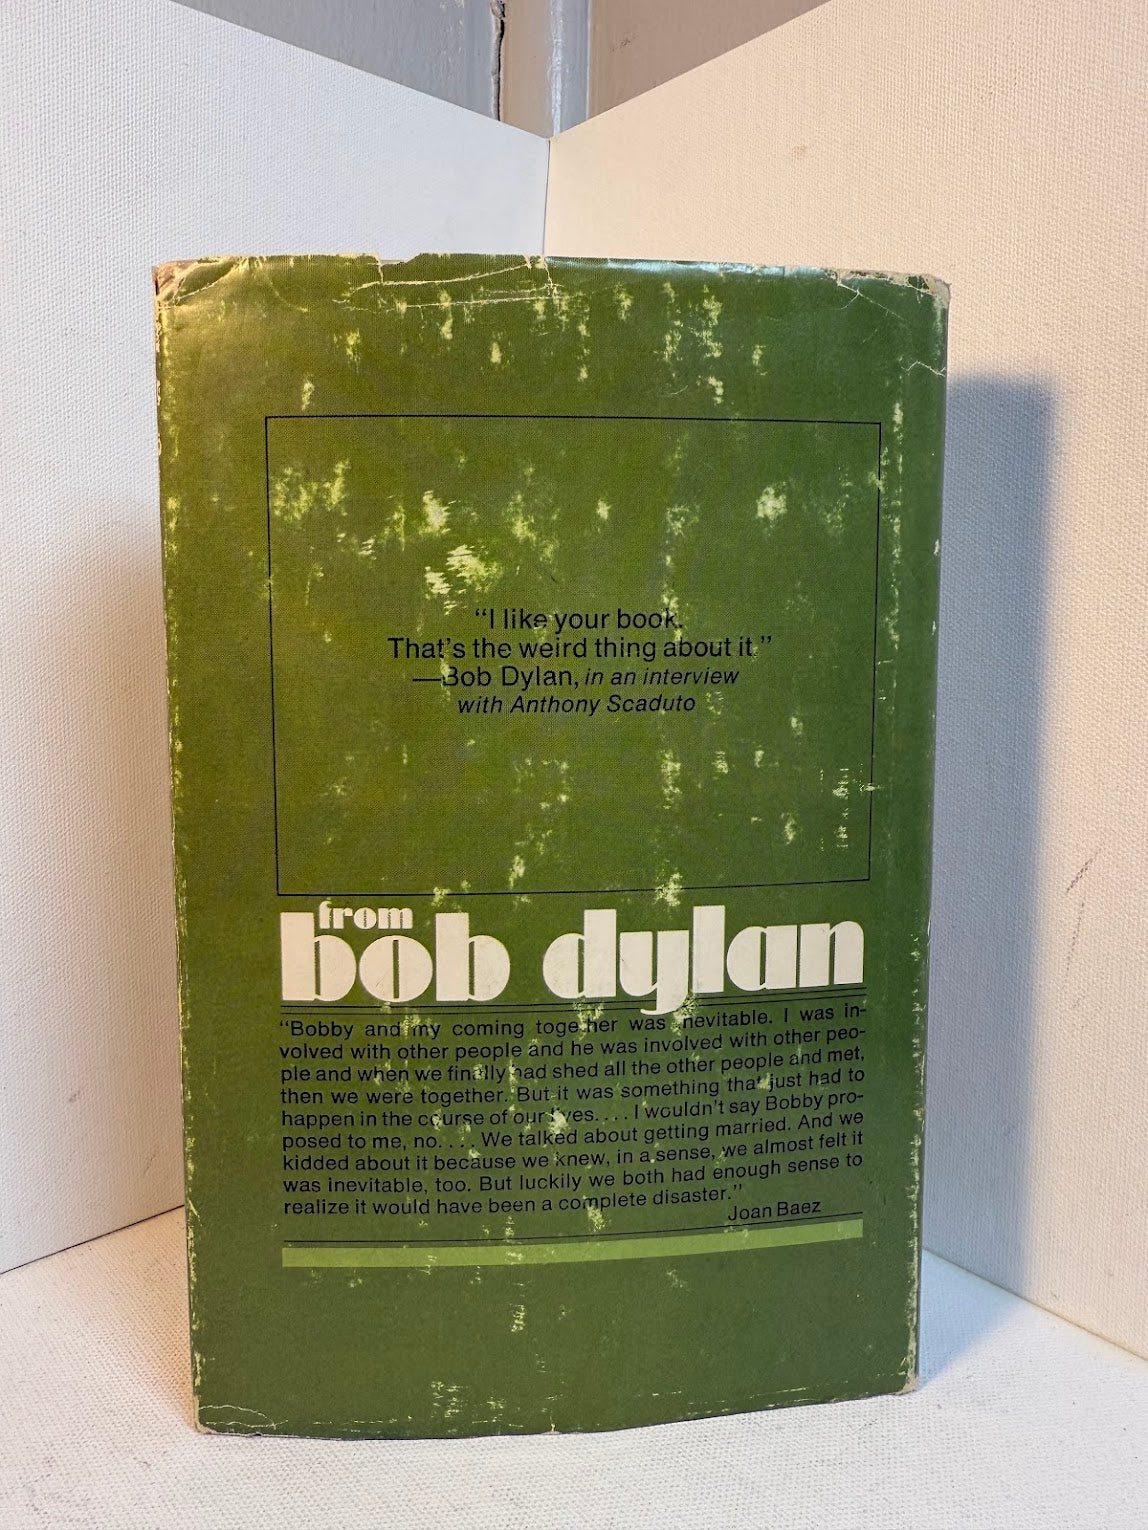 “I like your book.
That's the weird thing about it.”
—Bob Dylan, in an interview
with Anthony Scaduto
from
bob dylan
“Bobby and my coming together was inevitable. I was in-
volved with other people and he was involved with other peo-
ple and when we finally had shed all the other people and met,
then we were together. But it was something that just had to
happen in the course of our lives.... I wouldn't say Bobby pro-
posed to me, no.... We talked about getting married. And we
kidded about it because we knew, in a sense, we almost felt it
was inevitable, too. But luckily we both had enough sense to
realize it would have been a complete disaster.”
Joan Baez